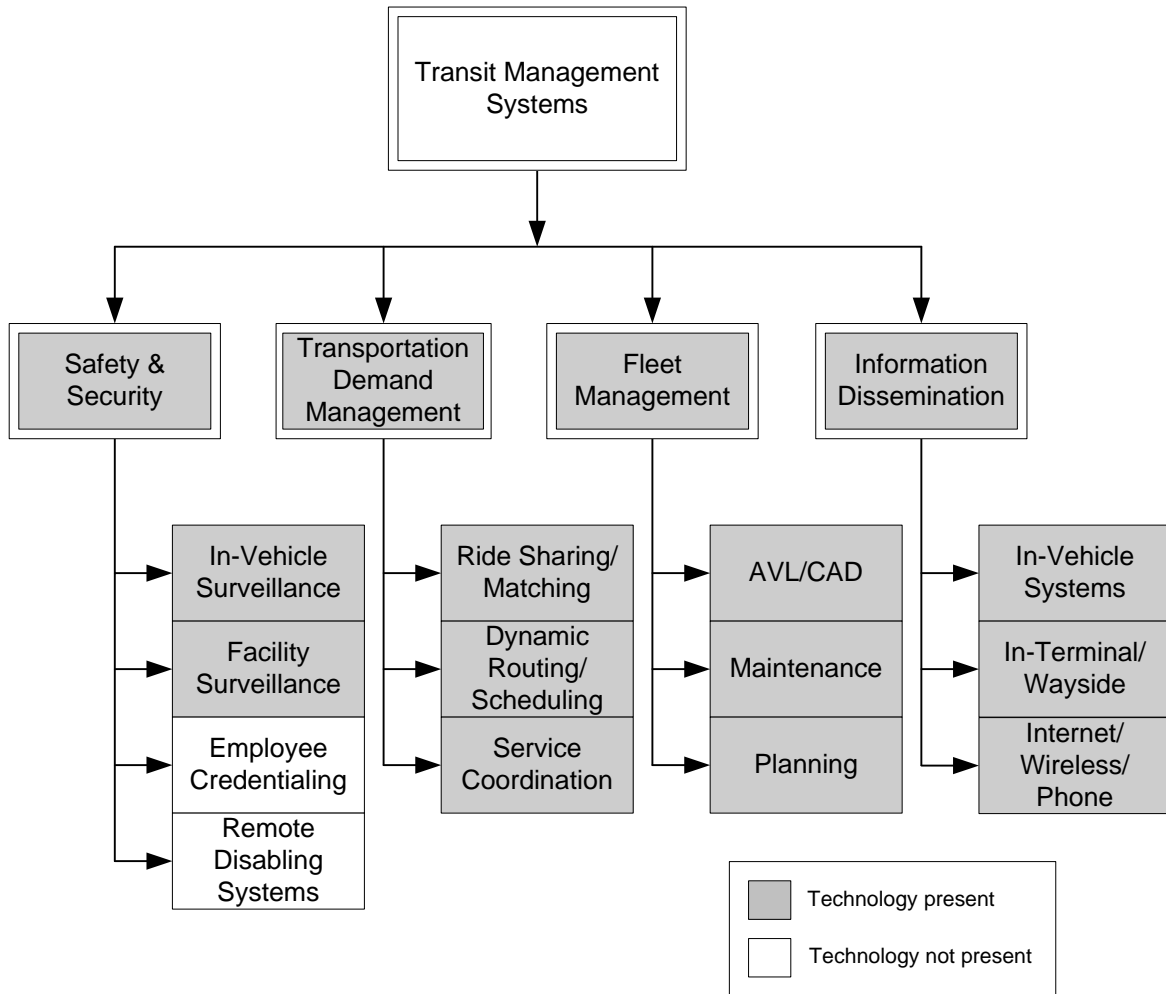 Transit Management
Systems
Safety &
Security
Transportation
Demand
Management
Fleet
Management
Information
Dissemination
In-Vehicle
Surveillance
Facility
Surveillance
Employee
Credentialing
Remote
Disabling
Systems
Ride Sharing/
Matching
Dynamic
Routing/
Scheduling
Service
Coordination
AVL/CAD
Maintenance
Planning
In-Vehicle
Systems
In-Terminal/
Wayside
Internet/
Wireless/
Phone
Technology present
Technology not present